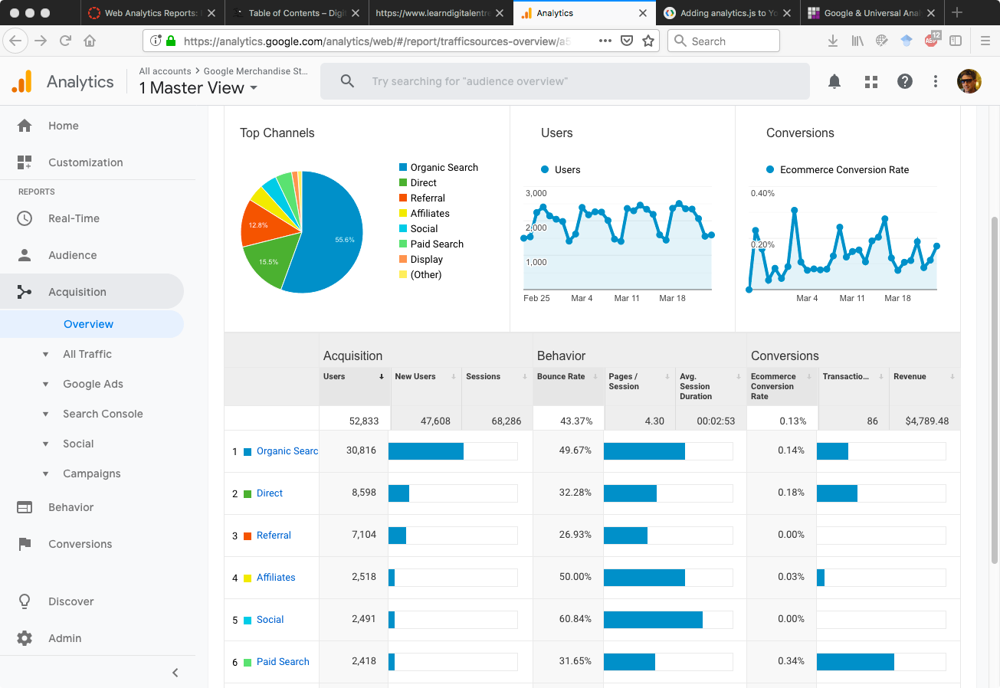 Web Analytics Reports:
Table of Contents – Digi
https://www.learndigitalentre
Analytics
Adding analytics.js to Yo
Google & Universal Anal
https://analytics.google.com/analytics/web/#/report/trafficsources-overview/a5
Search
ABP
12
Analytics
All accounts > Google Merchandise St...
1 Master View
Try searching for "audience overview"
Home
Customization
REPORTS
Real-Time
Audience
Acquisition
Overview
All Traffic
Google Ads
Search Console
Social
Campaigns
Behavior
Conversions
Discover
Admin
Top Channels
55.6%
15.5%
12.8%
Organic Search
Direct
Referral
Affiliates
Social
Paid Search
Display
(Other)
Users
Users
3,000
2,000
1,000
Feb 25 Mar 4 Mar 11 Mar 18
Conversions
Ecommerce Conversion Rate
0.40%
0.20%
Mar 4 Mar 11 Mar 18
Acquisition Behavior Conversions
Users New Users Sessions Bounce Rate Pages / Session Avg. Session Duration Ecommerce Conversion Rate Transactio... Revenue
52,833 47,608 68,286 43.37% 4.30 00:02:53 0.13% 86 $4,789.48
1 Organic Searc 30,816 49.67% 0.14%
2 Direct 8,598 32.28% 0.18%
3 Referral 7,104 26.93% 0.00%
4 Affiliates 2,518 50.00% 0.03%
5 Social 2,491 60.84% 0.00%
6 Paid Search 2,418 31.65% 0.34%